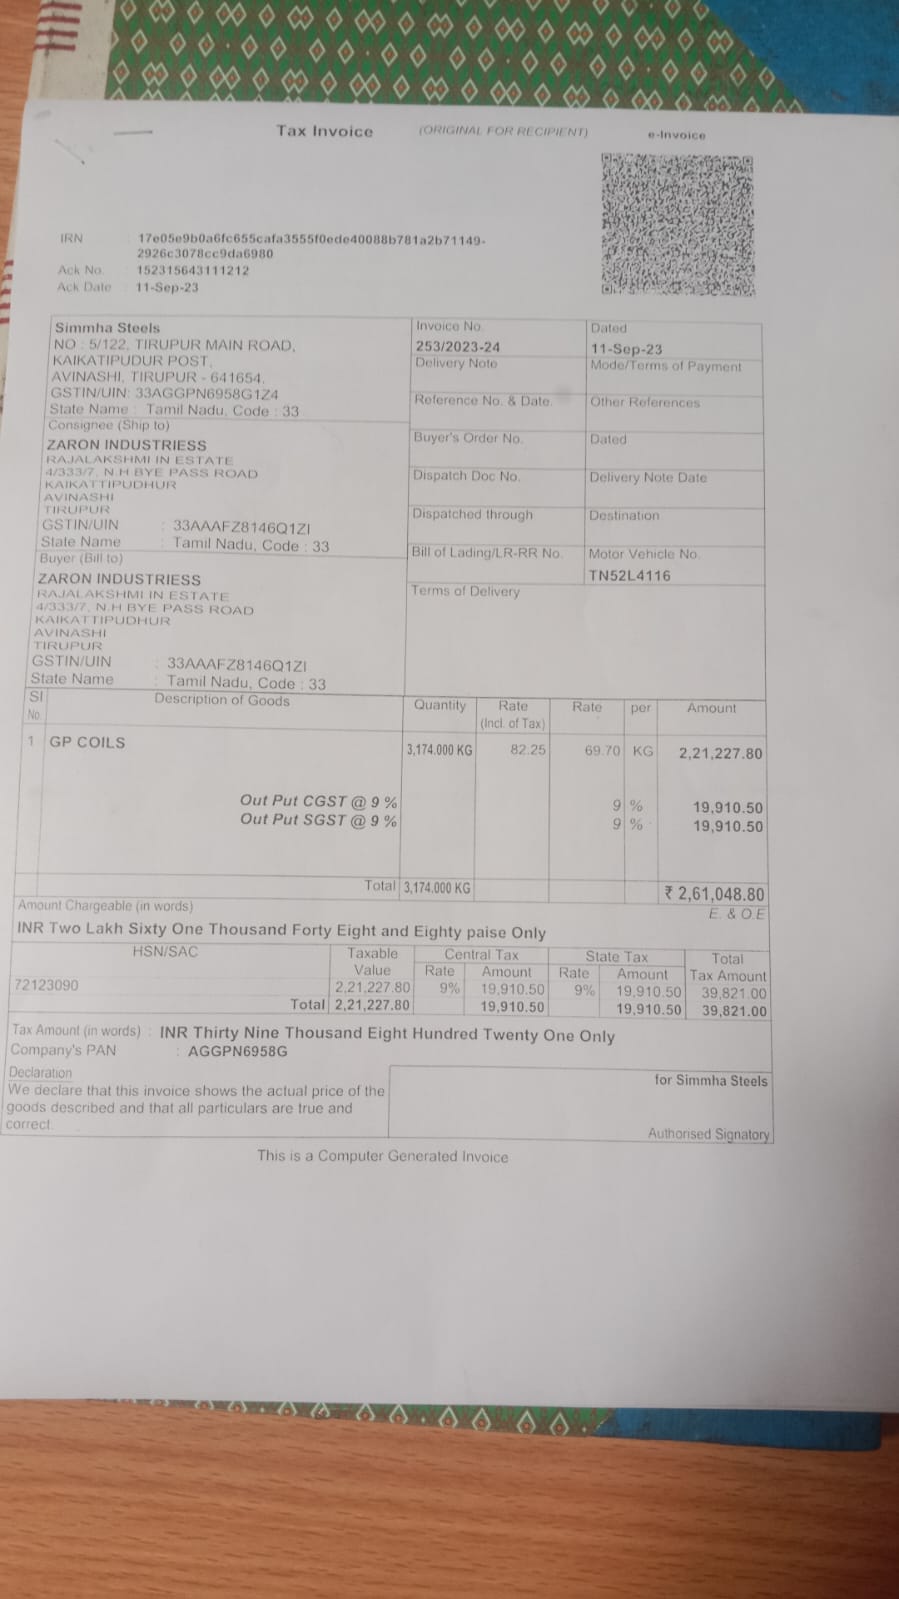 Tax Invoice (ORIGINAL FOR RECIPIENT) e-Invoice
IRN : 17e05e9b0a6fc655cafa3555f0ede40088b781a2b71149-
2926c3078cc9da6980
Ack No. : 152315643111212
Ack Date : 11-Sep-23
Simmha Steels
NO : 5/122, TIRUPUR MAIN ROAD,
KAIKATIPUDUR POST,
AVINASHI, TIRUPUR - 641654.
GSTIN/UIN: 33AGGPN6958G1Z4
State Name : Tamil Nadu, Code : 33
Invoice No. Dated
253/2023-24 11-Sep-23
Delivery Note Mode/Terms of Payment
Reference No. & Date. Other References
Consignee (Ship to)
ZARON INDUSTRIESS
RAJALAKSHMI IN ESTATE
4/333/7, N.H BYE PASS ROAD
KAIKATTIPUDHUR
AVINASHI
TIRUPUR
GSTIN/UIN : 33AAAFZ8146Q1ZI
State Name : Tamil Nadu, Code : 33
Buyer's Order No. Dated
Dispatch Doc No. Delivery Note Date
Dispatched through Destination
Bill of Lading/LR-RR No. Motor Vehicle No.
TN52L4116
Terms of Delivery
Buyer (Bill to)
ZARON INDUSTRIESS
RAJALAKSHMI IN ESTATE
4/333/7, N.H BYE PASS ROAD
KAIKATTIPUDHUR
AVINASHI
TIRUPUR
GSTIN/UIN : 33AAAFZ8146Q1ZI
State Name : Tamil Nadu, Code : 33
Sl No. Description of Goods Quantity Rate (Incl. of Tax) Rate per Amount
1 GP COILS 3,174.000 KG 82.25 69.70 KG 2,21,227.80
Out Put CGST @ 9 % 9 % 19,910.50
Out Put SGST @ 9 % 9 % 19,910.50
Total 3,174.000 KG ₹ 2,61,048.80
Amount Chargeable (in words) E. & O.E
INR Two Lakh Sixty One Thousand Forty Eight and Eighty paise Only
HSN/SAC Taxable Value Central Tax State Tax Total Tax Amount
Rate Amount Rate Amount
72123090 2,21,227.80 9% 19,910.50 9% 19,910.50 39,821.00
Total 2,21,227.80 19,910.50 19,910.50 39,821.00
Tax Amount (in words) : INR Thirty Nine Thousand Eight Hundred Twenty One Only
Company's PAN : AGGPN6958G
Declaration
We declare that this invoice shows the actual price of the
goods described and that all particulars are true and
correct.
for Simmha Steels
Authorised Signatory
This is a Computer Generated Invoice